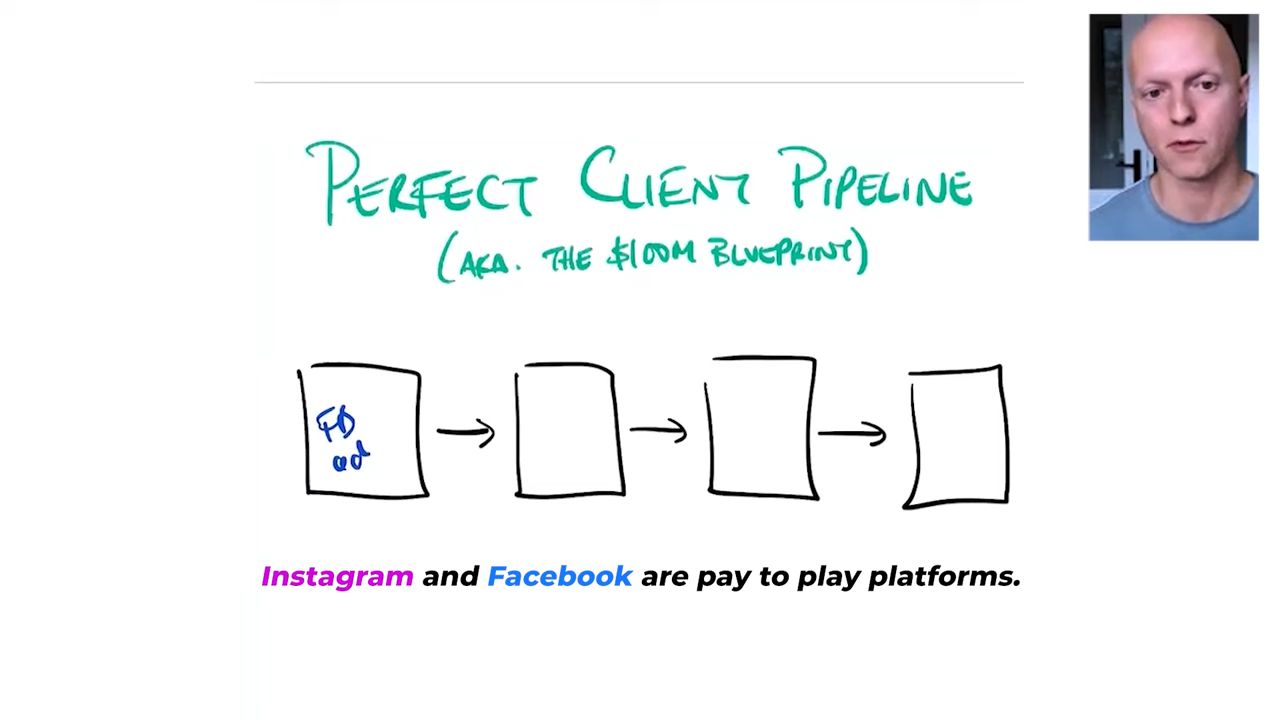 PERFECT CLIENT PIPELINE
(AKA. THE $100M BLUEPRINT)
FB
ad
Instagram and Facebook are pay to play platforms.